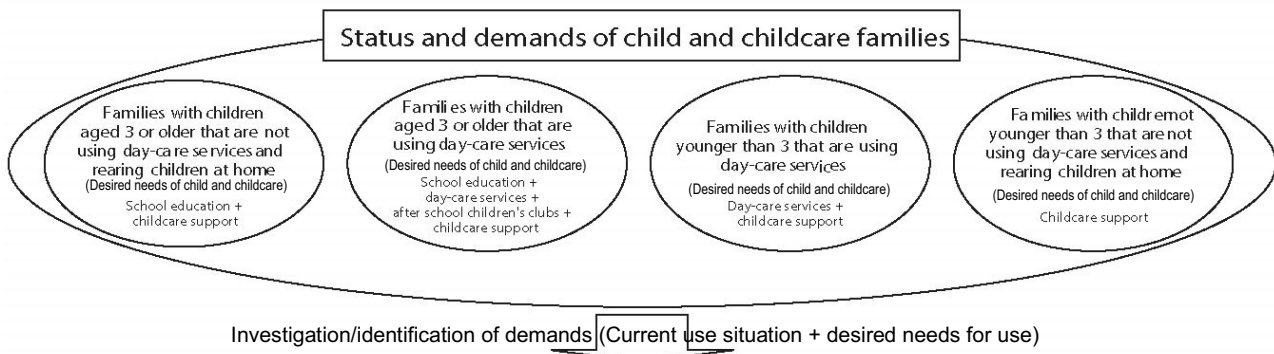 Status and demands of child and childcare families
Families with children
aged 3 or older that are not
using day-care services and
rearing children at home
(Desired needs of child and childcare)
School education +
childcare support
Families with children
aged 3 or older that are
using day-care services
(Desired needs of child and childcare)
School education +
day-care services +
after school children's clubs +
childcare support
Families with children
younger than 3 that are using
day-care services
(Desired needs of child and childcare)
Day-care services +
childcare support
Families with childremot
younger than 3 that are not
using day-care services and
rearing children at home
(Desired needs of child and childcare)
Childcare support
Investigation/identification of demands (Current use situation + desired needs for use)